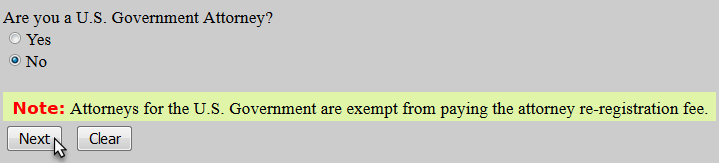 Are you a U.S. Government Attorney?
Yes
No
Note: Attorneys for the U.S. Government are exempt from paying the attorney re-registration fee.
Next Clear